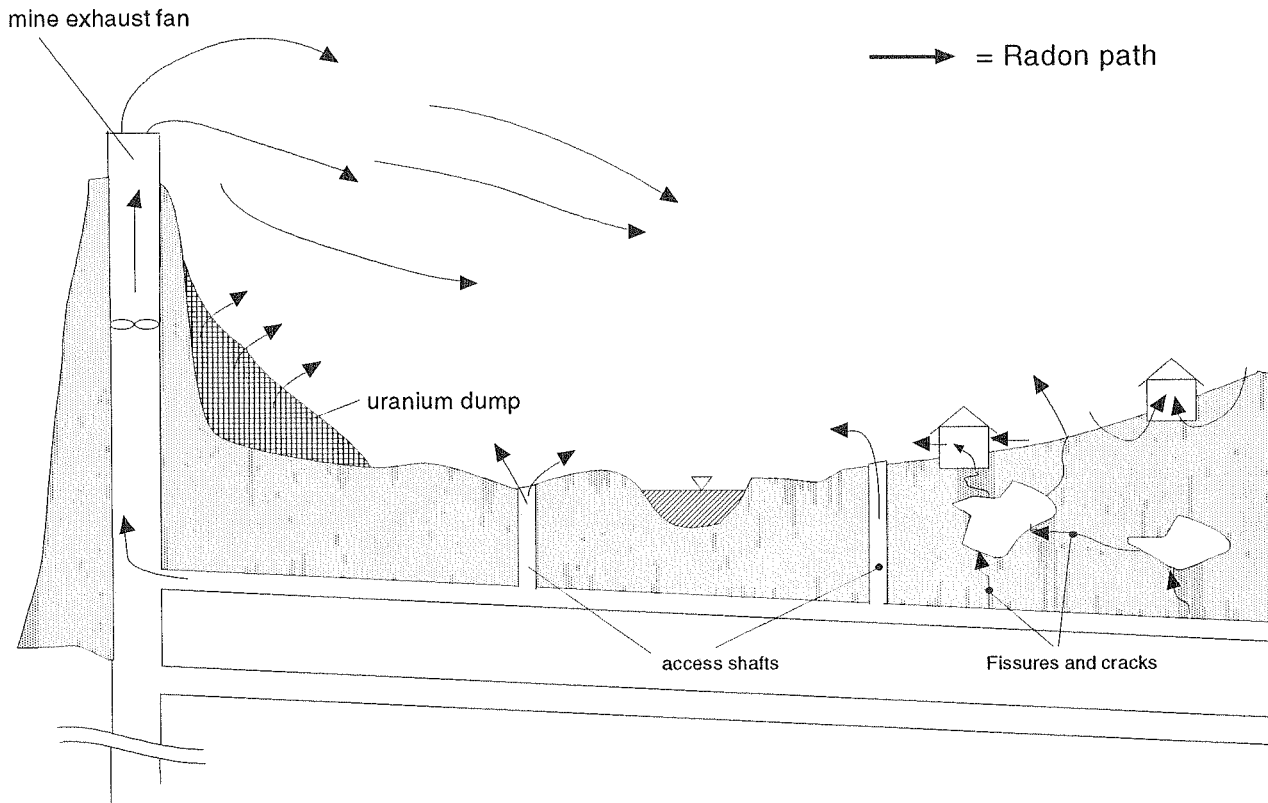 mine exhaust fan
= Radon path
uranium dump
access shafts
Fissures and cracks